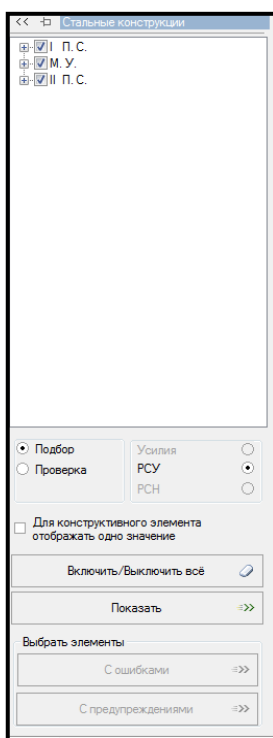 << Стальные конструкции
I П. С.
М. У.
II П. С.
Подбор
Проверка
Усилия
РСУ
РСН
Для конструктивного элемента
отображать одно значение
Включить/Выключить всё
Показать
Выбрать элементы
С ошибками
С предупреждениями